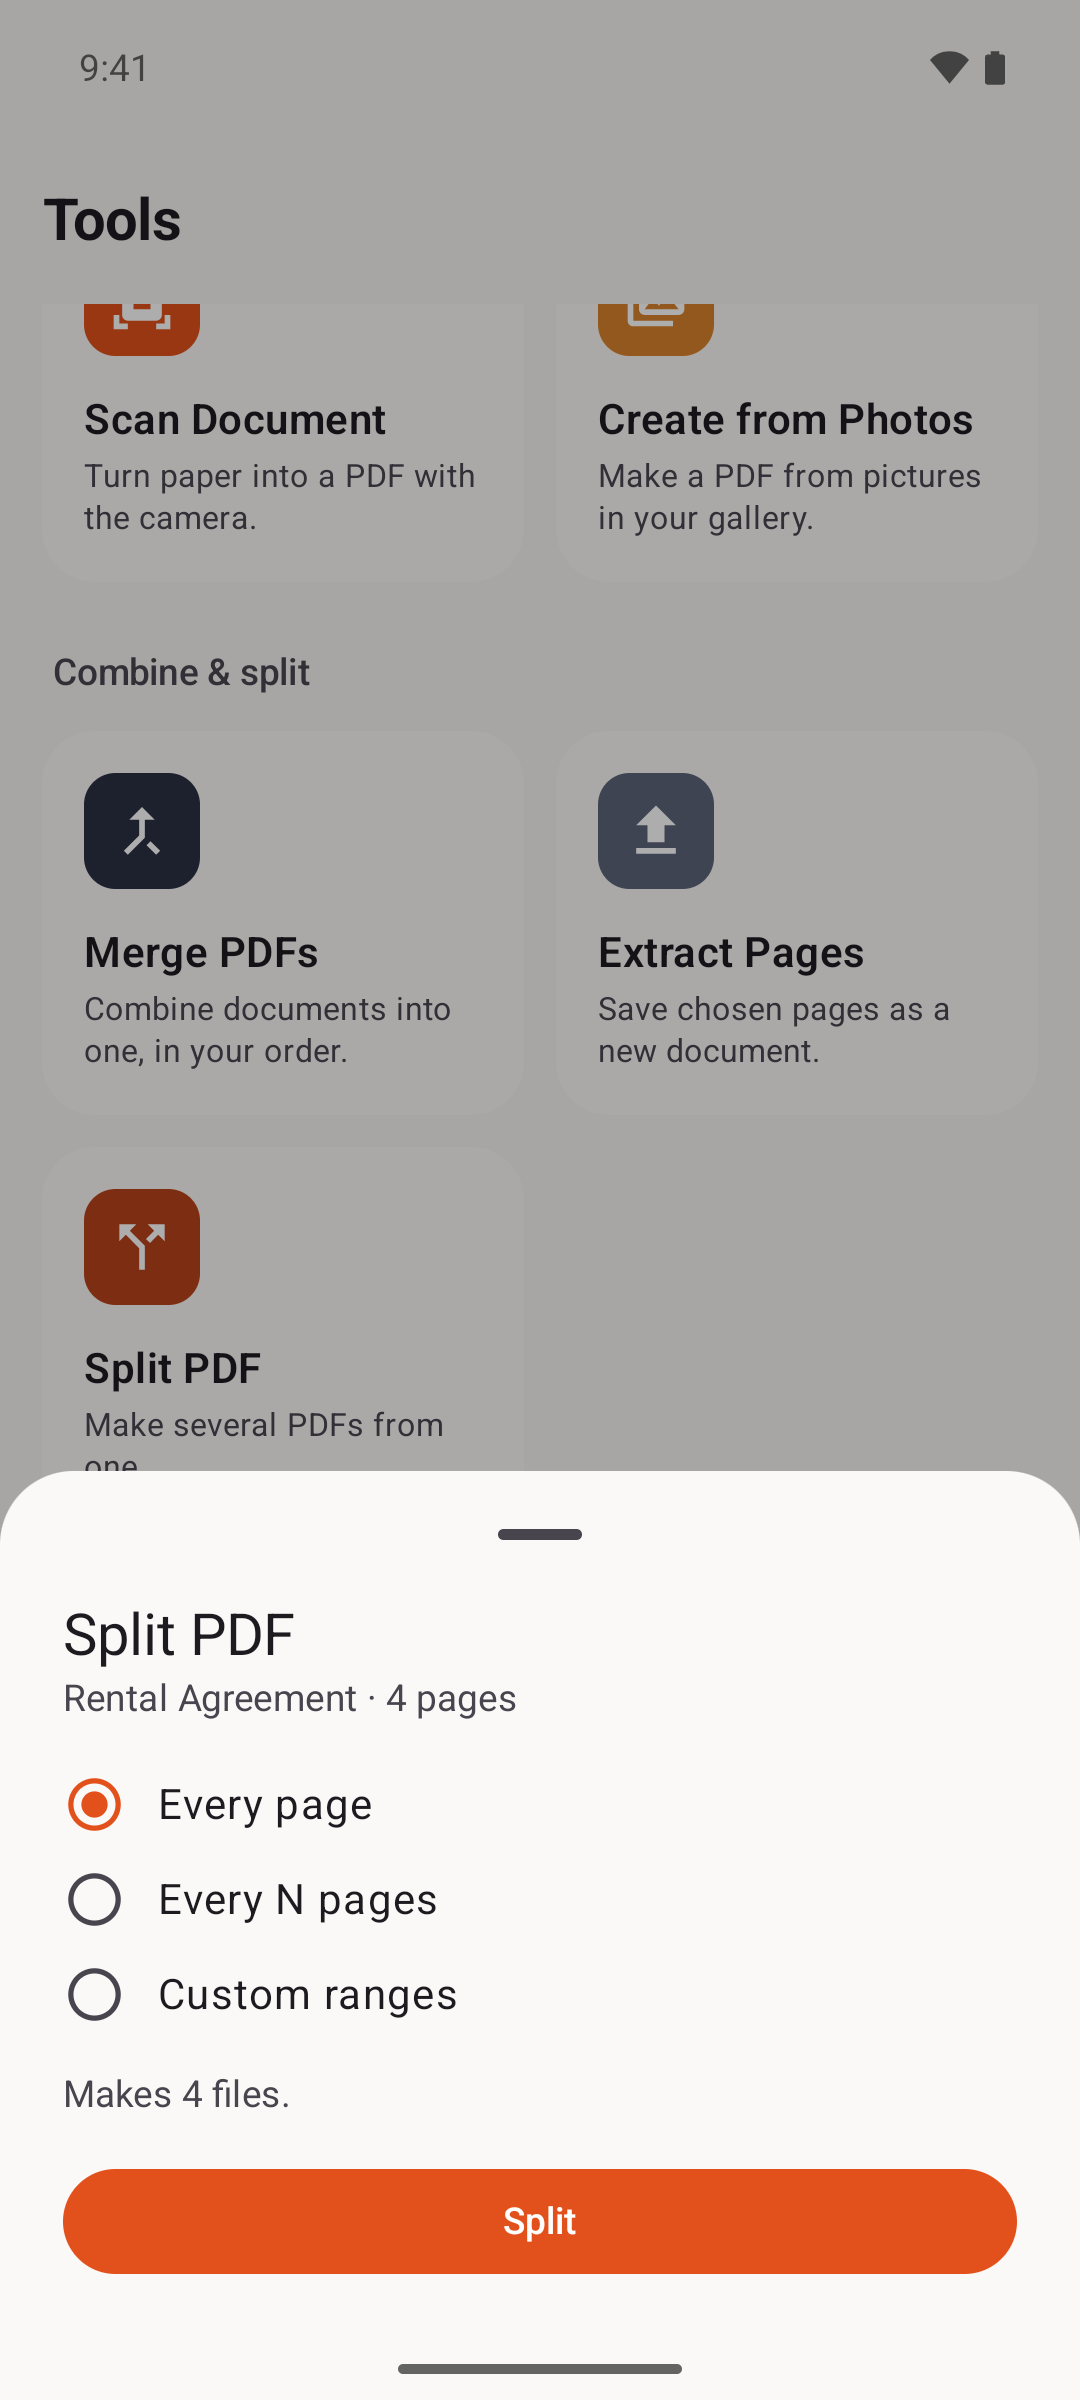 9:41
Tools
Scan Document
Turn paper into a PDF with
the camera.
Create from Photos
Make a PDF from pictures
in your gallery.
Combine & split
Merge PDFs
Combine documents into
one, in your order.
Extract Pages
Save chosen pages as a
new document.
Split PDF
Make several PDFs from
one
Split PDF
Rental Agreement · 4 pages
Every page
Every N pages
Custom ranges
Makes 4 files.
Split